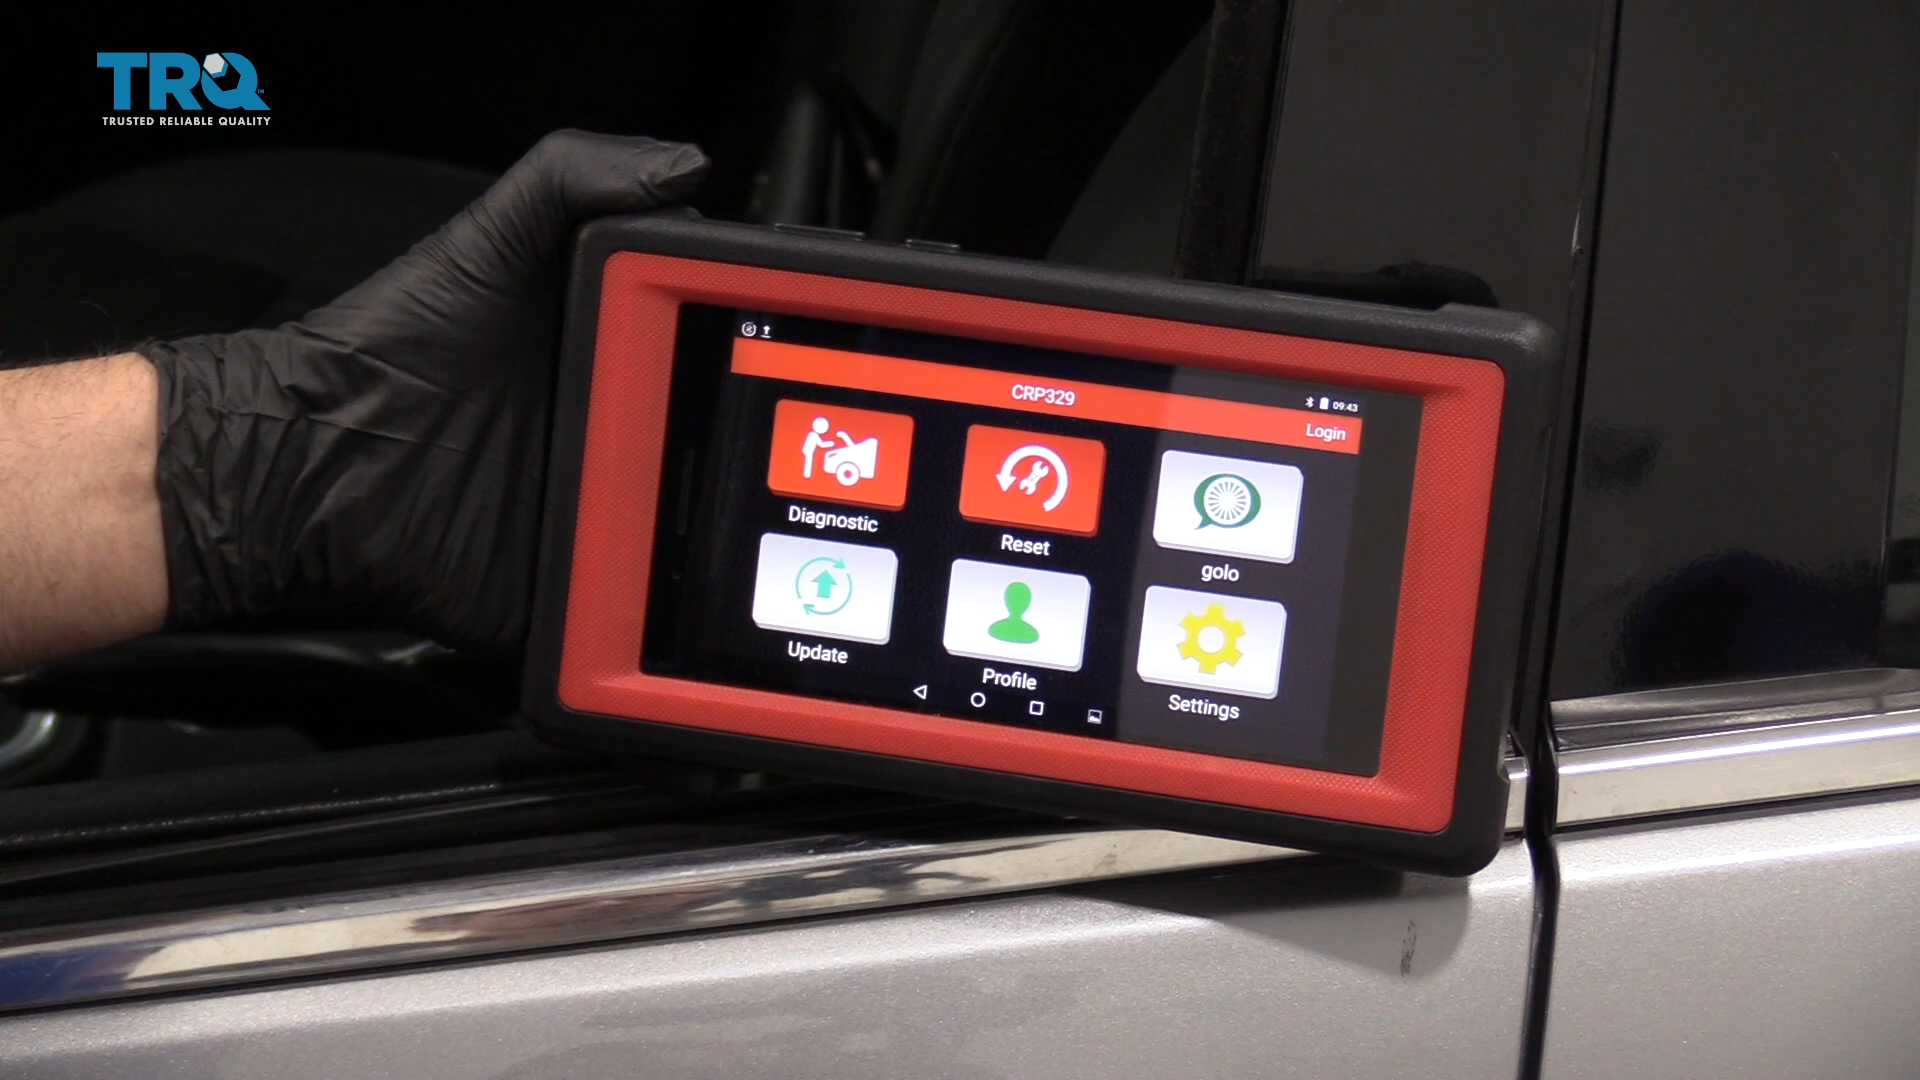 TRQ
TRUSTED RELIABLE QUALITY
CRP329
09:43
Login
Diagnostic
Reset
golo
Update
Profile
Settings